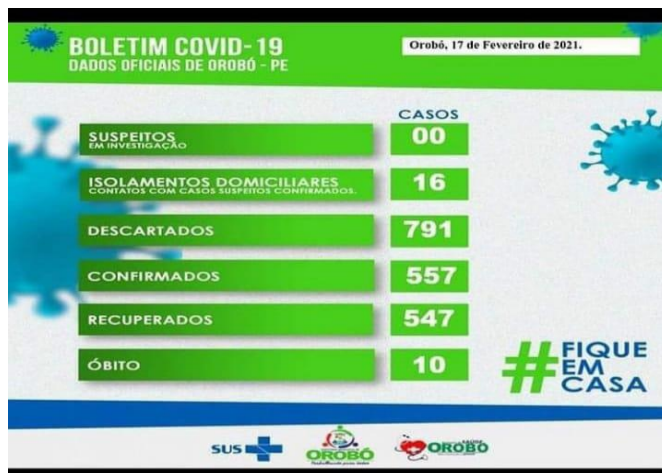 BOLETIM COVID-19
DADOS OFICIAIS DE OROBÓ - PE
Orobó, 17 de Fevereiro de 2021.
CASOS
SUSPEITOS
EM INVESTIGAÇÃO
00
ISOLAMENTOS DOMICILIARES
CONTATOS COM CASOS SUSPEITOS CONFIRMADOS.
16
DESCARTADOS
791
CONFIRMADOS
557
RECUPERADOS
547
ÓBITO
10
#FIQUE
EM
CASA
SUS
OROBÓ
OROBÓ